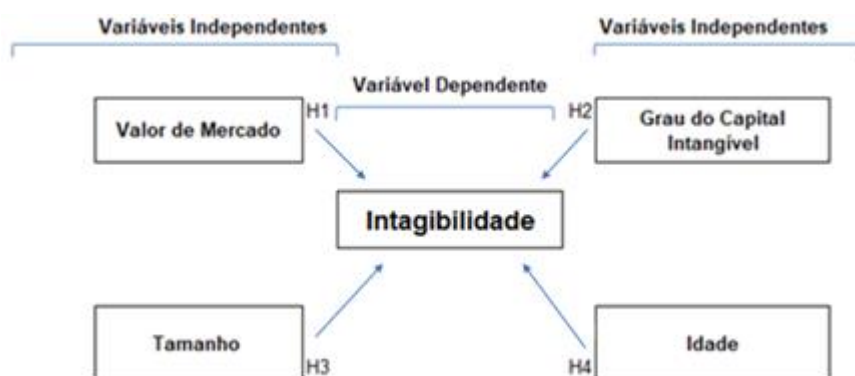 Variáveis Independentes
Variáveis Independentes
Variável Dependente
Valor de Mercado
H1
H2
Grau do Capital
Intangível
Intagibilidade
Tamanho
H3
H4
Idade